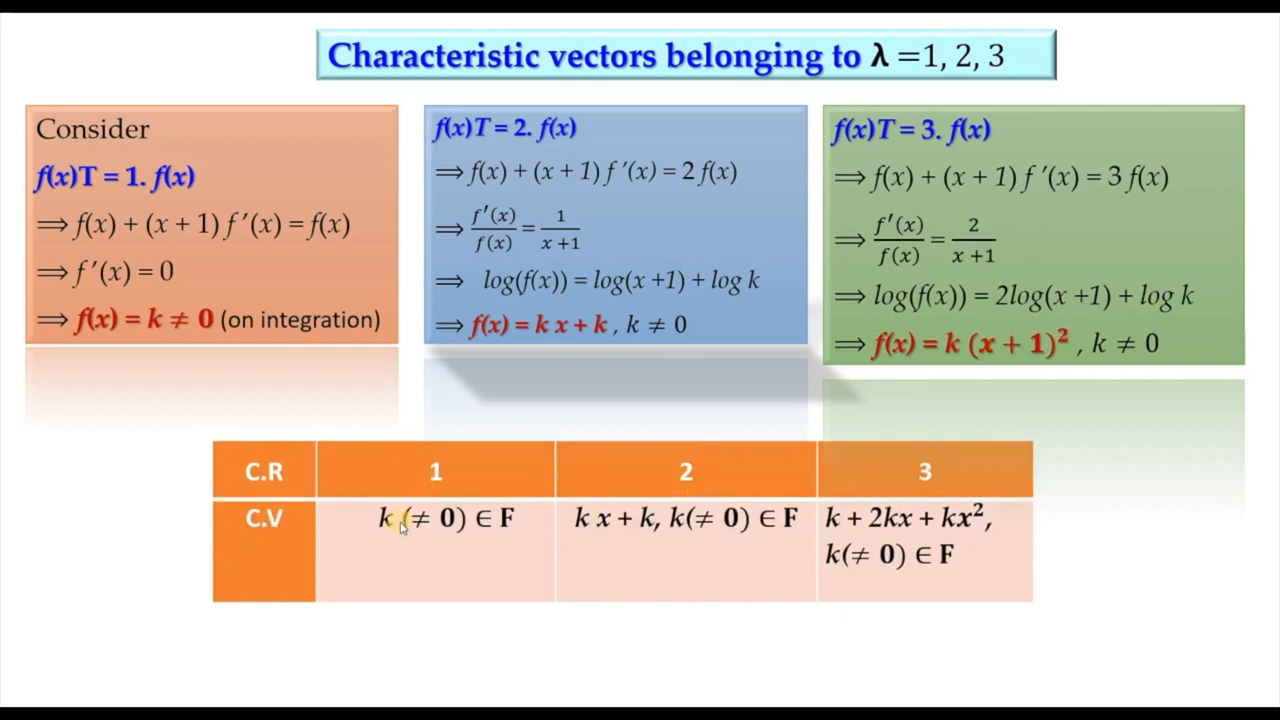 Characteristic vectors belonging to λ =1, 2, 3
Consider
f(x)T = 1. f(x)
⟹ f(x) + (x + 1) f ′(x) = f(x)
⟹ f ′(x) = 0
⟹ f(x) = k ≠ 0 (on integration)
f(x)T = 2. f(x)
⟹ f(x) + (x + 1) f ′(x) = 2 f(x)
⟹ f′(x)/f(x) = 1/(x +1)
⟹ log(f(x)) = log(x +1) + log k
⟹ f(x) = k x + k , k ≠ 0
f(x)T = 3. f(x)
⟹ f(x) + (x + 1) f ′(x) = 3 f(x)
⟹ f′(x)/f(x) = 2/(x +1)
⟹ log(f(x)) = 2log(x +1) + log k
⟹ f(x) = k (x + 1)² , k ≠ 0
C.R 1 2 3
C.V k (≠ 0) ∈ F k x + k, k(≠ 0) ∈ F k + 2kx + kx²,
k(≠ 0) ∈ F